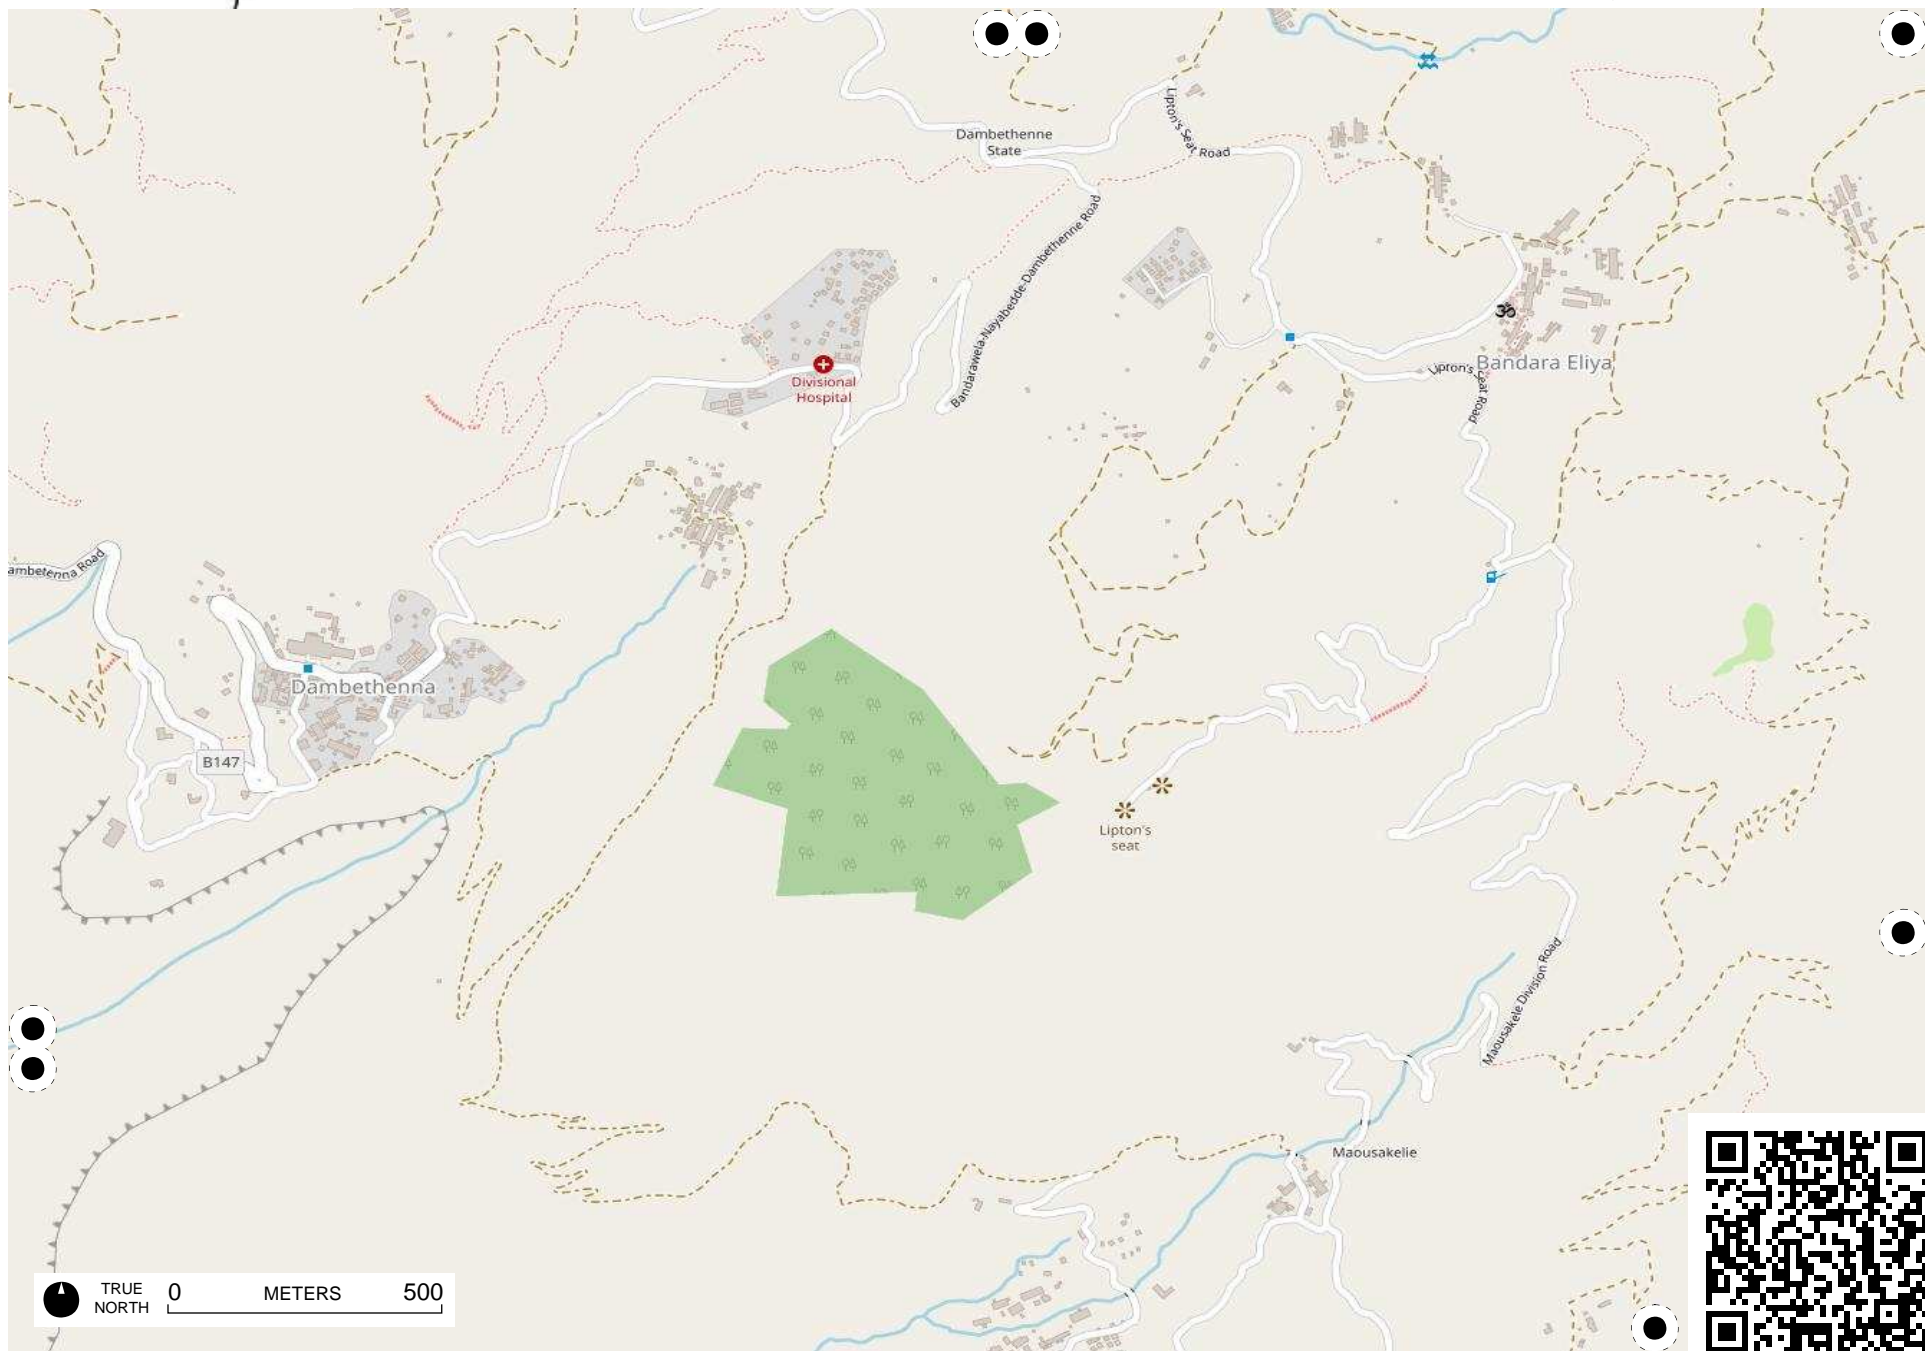 Dambethenne
State
Lipton's Seat Road
Bandarawela-Nayabedde-Dambethenne Road
ॐ
Divisional
Hospital
Bandara Eliya
Lipton's Seat Road
ambetenna Road
Dambethenna
B147
Lipton's
seat
Maousakele Division Road
Maousakelie
TRUE
NORTH
0 METERS 500